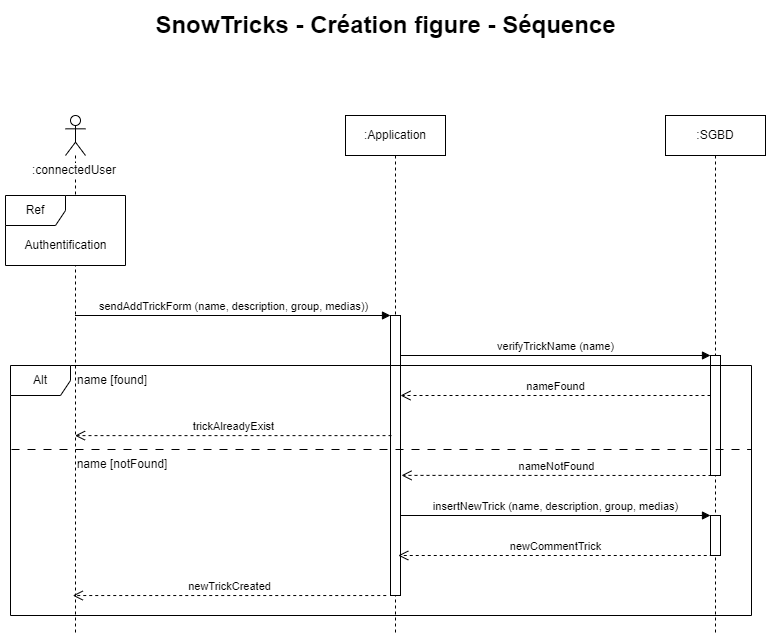 SnowTricks - Création figure - Séquence
:connectedUser
:Application
:SGBD
Ref
Authentification
sendAddTrickForm (name, description, group, medias))
verifyTrickName (name)
Alt
name [found]
nameFound
trickAlreadyExist
name [notFound]
nameNotFound
insertNewTrick (name, description, group, medias)
newCommentTrick
newTrickCreated